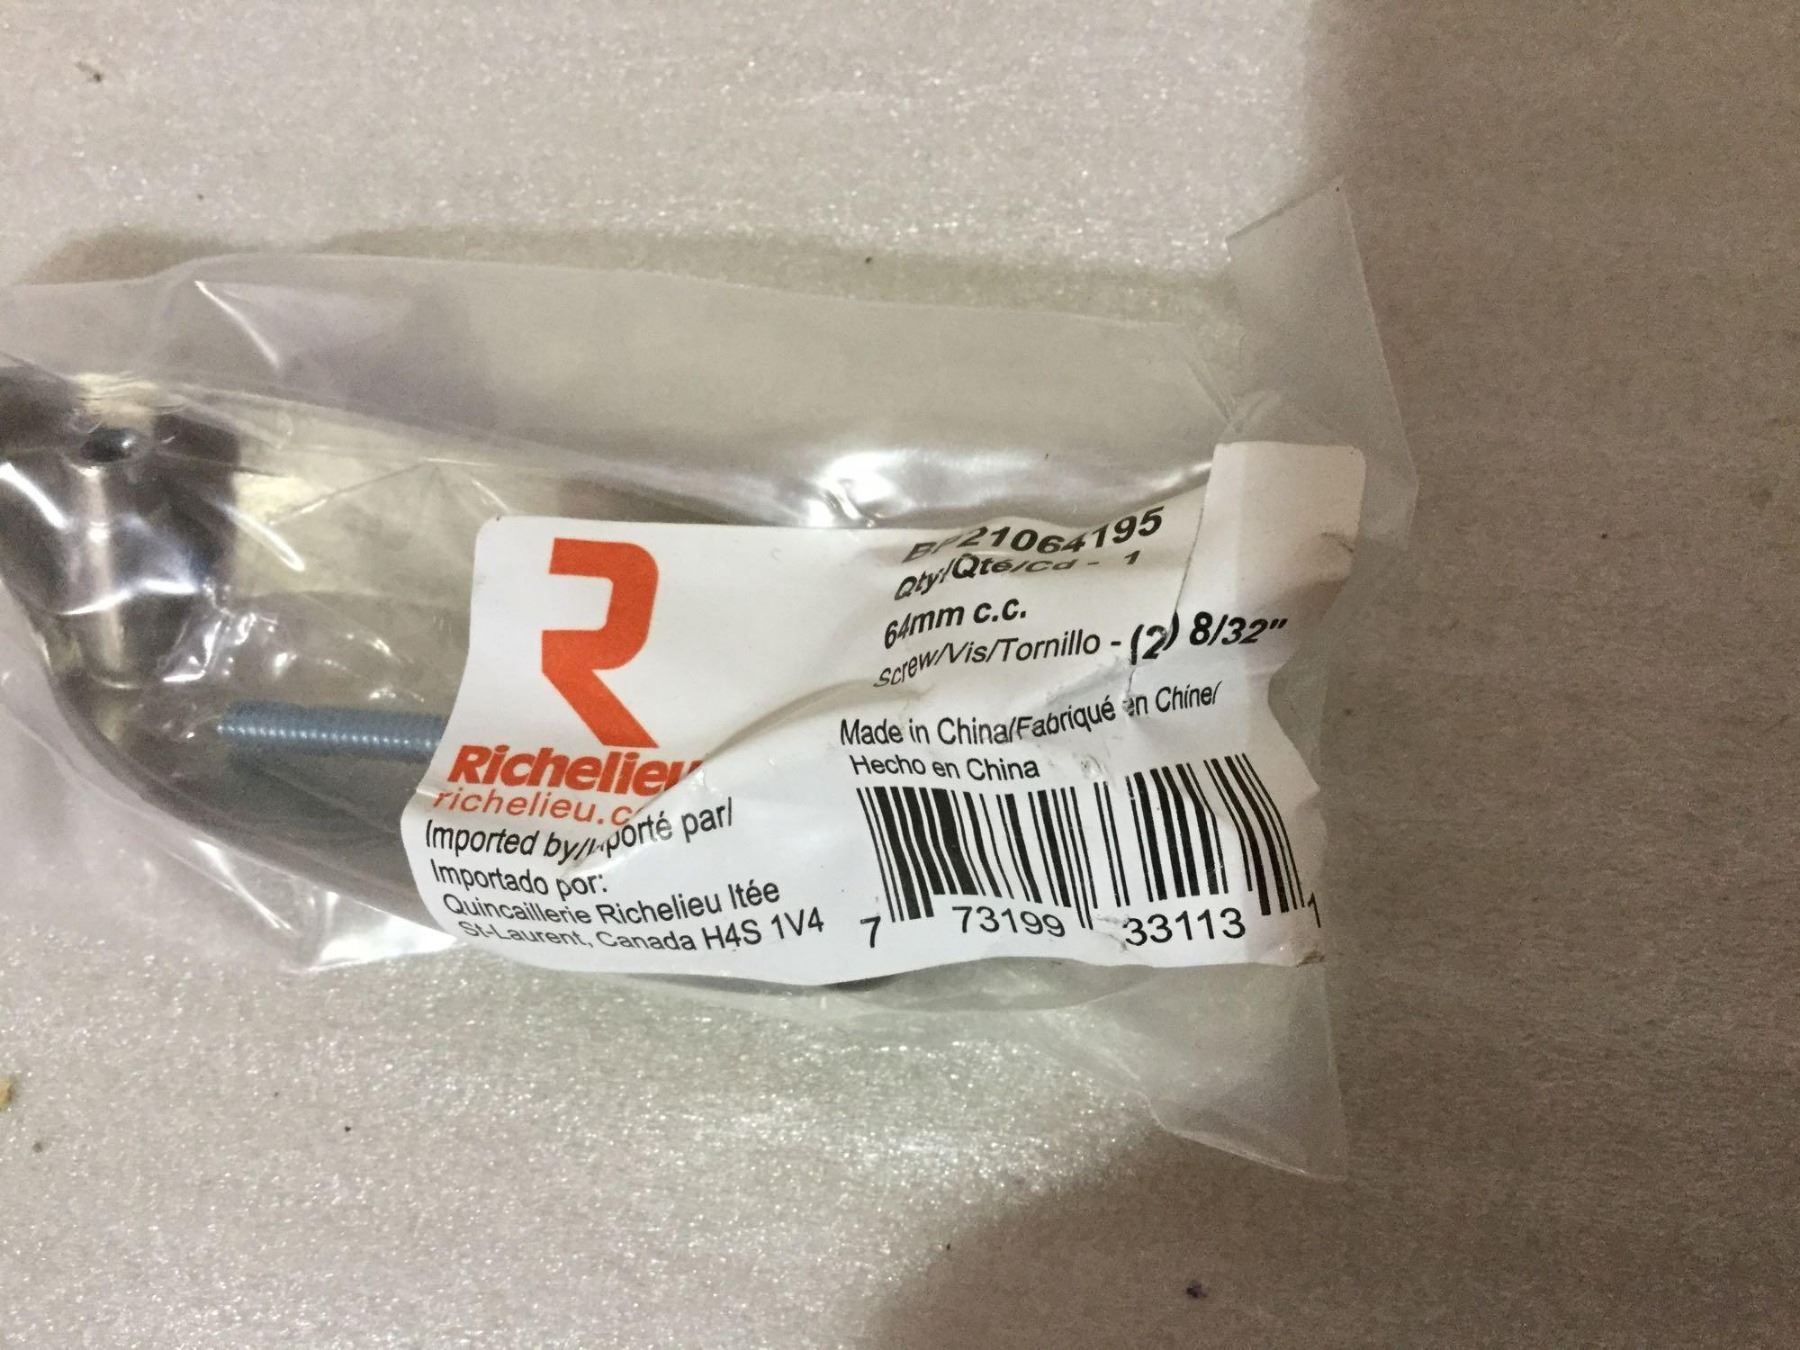 R
Richelieu
richelieu.c
Imported by/Importé par/
Importado por:
Quincaillerie Richelieu ltée
St-Laurent, Canada H4S 1V4
BP21064195
Qty/Qté/Cd - 1
64mm c.c.
Screw/Vis/Tornillo - (2) 8/32"
Made in China/Fabriqué en Chine/
Hecho en China
7 73199 33113 1